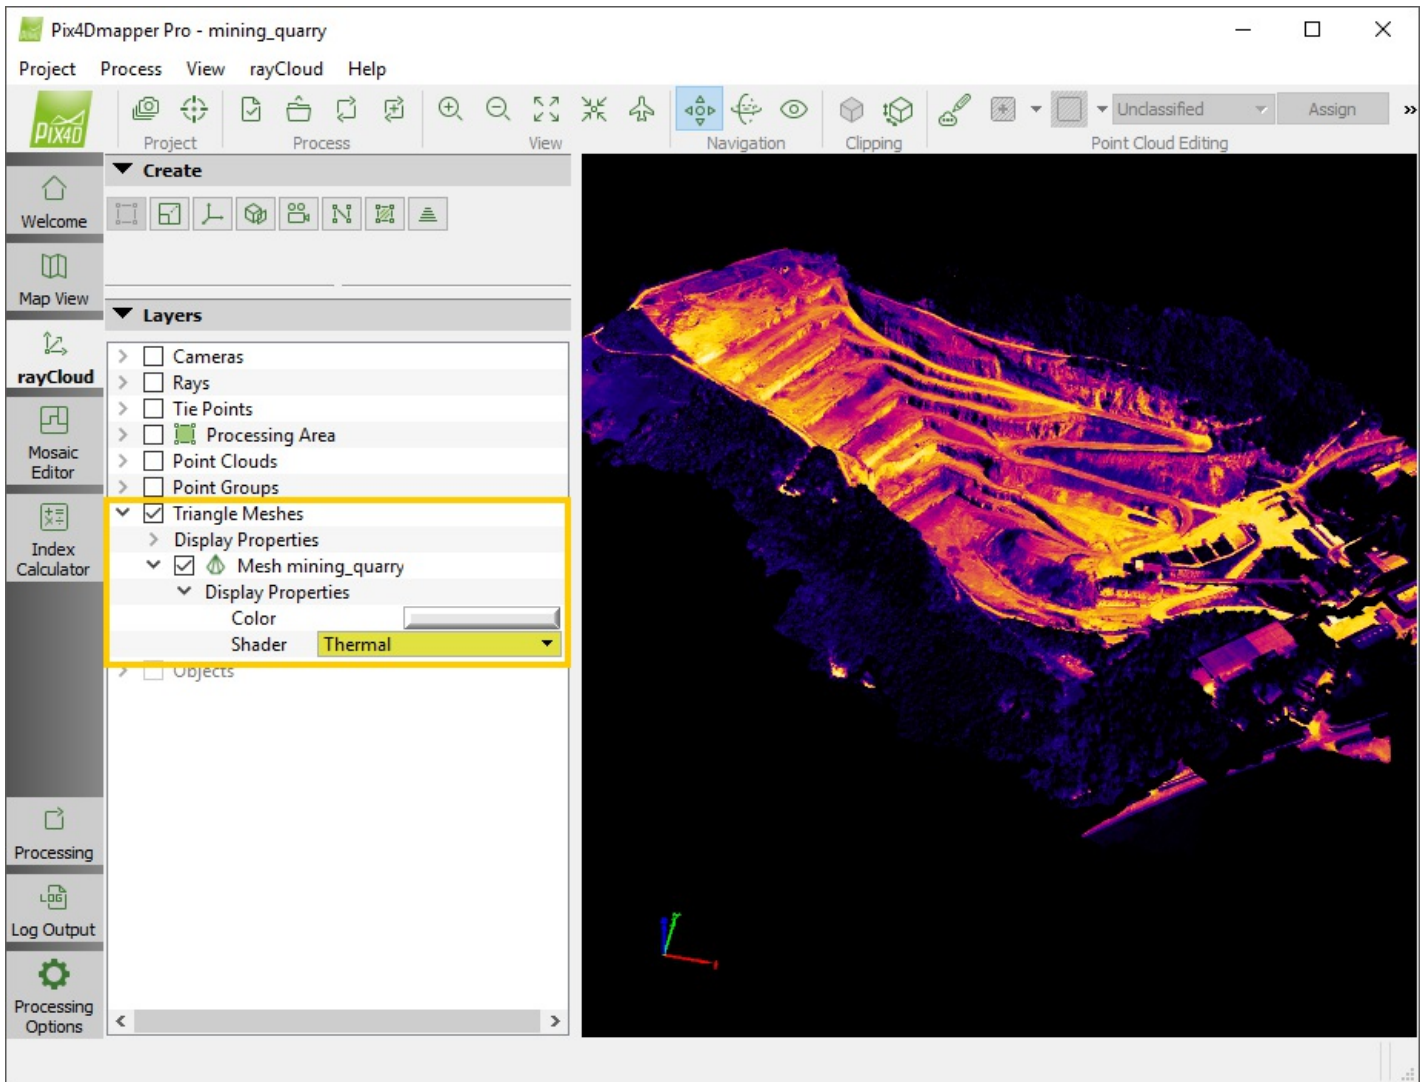 Pix4Dmapper Pro - mining_quarry
Project Process View rayCloud Help
PIX4D
Unclassified Assign »
Project Process View Navigation Clipping Point Cloud Editing
Create
Welcome
Map View
Layers
rayCloud
Cameras
Rays
Tie Points
Processing Area
Point Clouds
Point Groups
Mosaic
Editor
Triangle Meshes
Display Properties
Mesh mining_quarry
Display Properties
Color
Shader Thermal
Objects
Index
Calculator
Processing
LOG
Log Output
Processing
Options